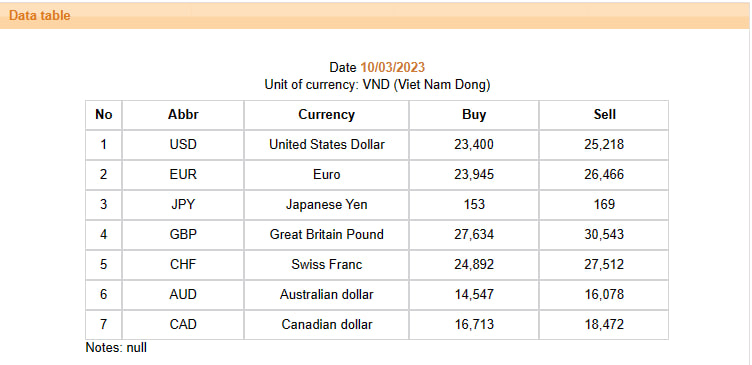 Data table
Date 10/03/2023
Unit of currency: VND (Viet Nam Dong)
No Abbr Currency Buy Sell
1 USD United States Dollar 23,400 25,218
2 EUR Euro 23,945 26,466
3 JPY Japanese Yen 153 169
4 GBP Great Britain Pound 27,634 30,543
5 CHF Swiss Franc 24,892 27,512
6 AUD Australian dollar 14,547 16,078
7 CAD Canadian dollar 16,713 18,472
Notes: null